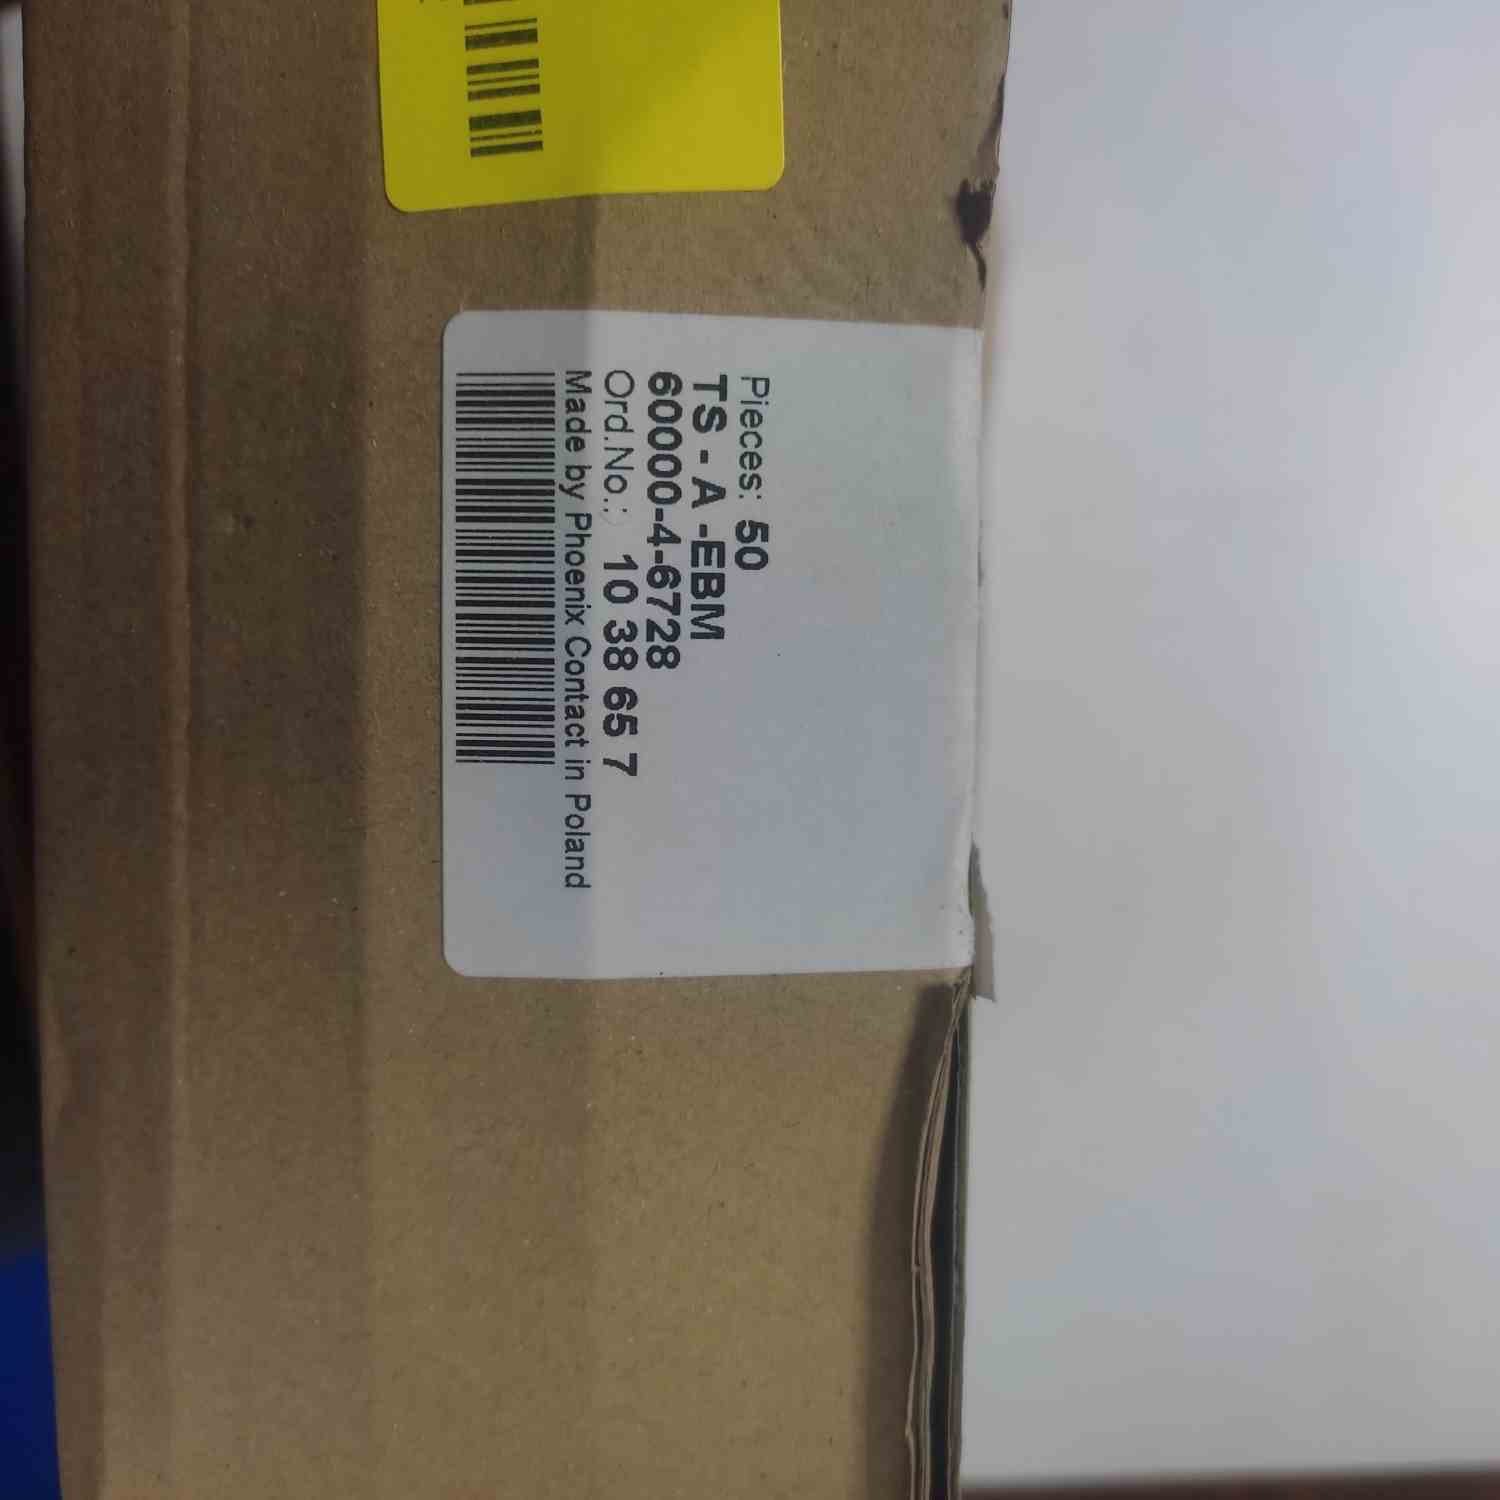 Pieces: 50
TS - A -EBM
60000-4-6728
Ord.No.: 10 38 65 7
Made by Phoenix Contact in Poland